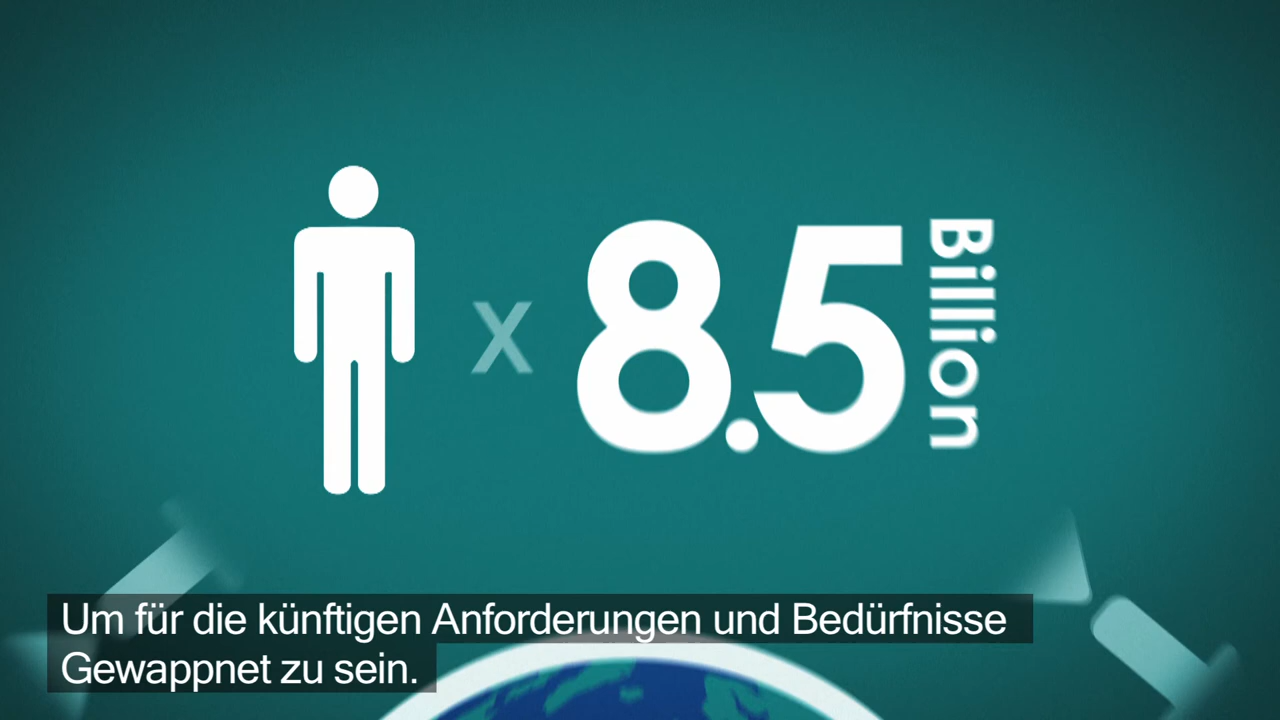 x 8.5 Billion
Um für die künftigen Anforderungen und Bedürfnisse
Gewappnet zu sein.